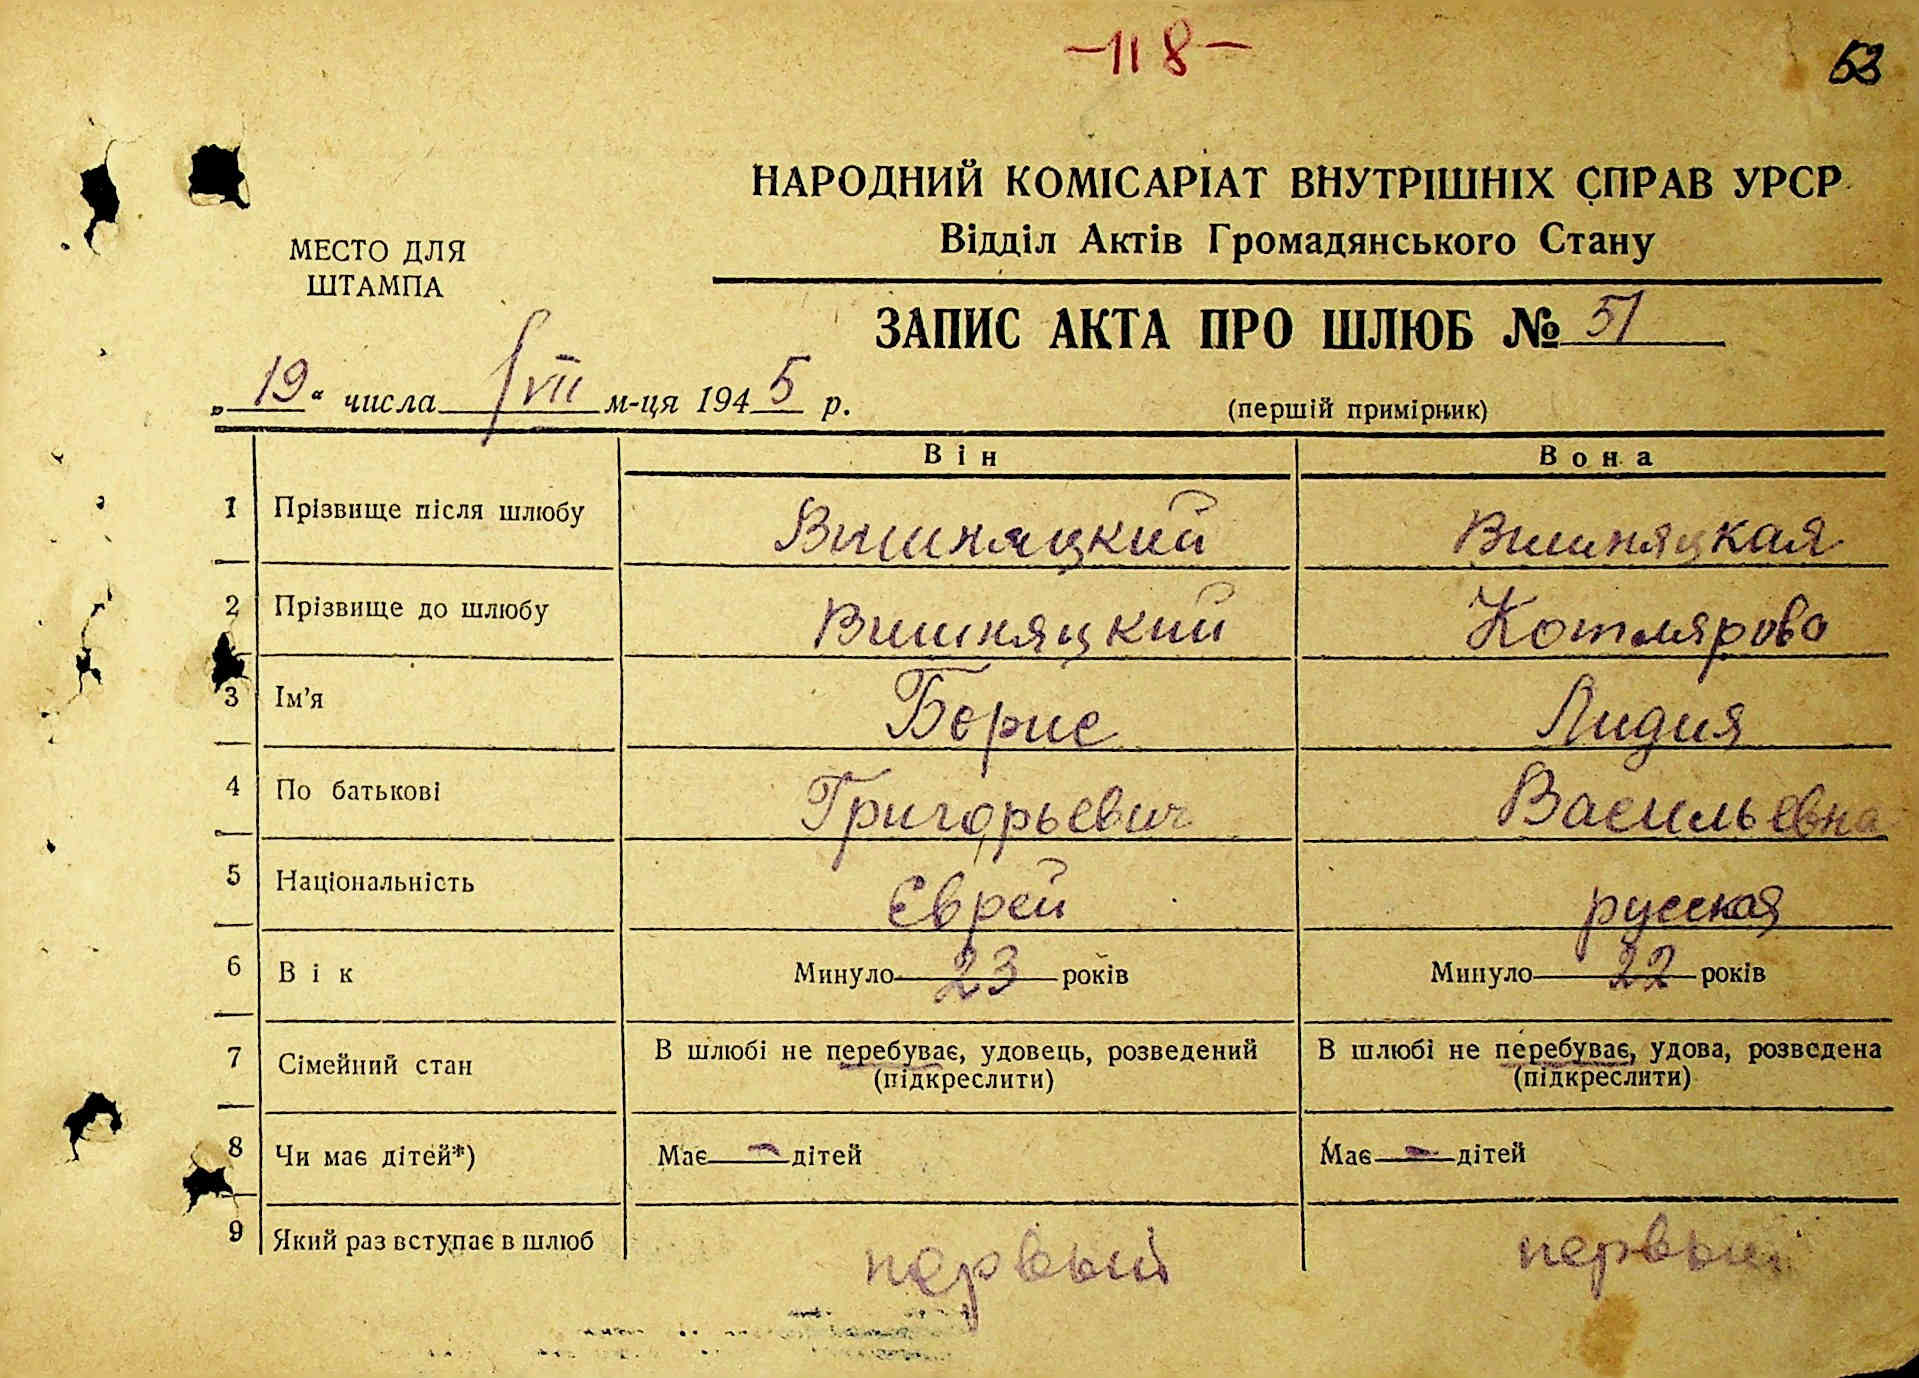 -118-
53
НАРОДНИЙ КОМІСАРІАТ ВНУТРІШНІХ СПРАВ УРСР
Відділ Актів Громадянського Стану
МЕСТО ДЛЯ
ШТАМПА
ЗАПИС АКТА ПРО ШЛЮБ № 51
„19“ числа VII м-ця 1945 р.
(першій примірник)
Він Вона
1 Прізвище після шлюбу Вишняцкий Вишняцкая
2 Прізвище до шлюбу Вишняцкий Котлярова
3 Ім'я Борис Лидия
4 По батькові Григорьевич Васильевна
5 Національність Єврей русская
6 Вік Минуло 23 років Минуло 22 років
7 Сімейний стан В шлюбі не перебуває, удовець, розведений В шлюбі не перебуває, удова, розведена
(підкреслити) (підкреслити)
8 Чи має дітей*) Має - дітей Має - дітей
9 Який раз вступає в шлюб первый первый